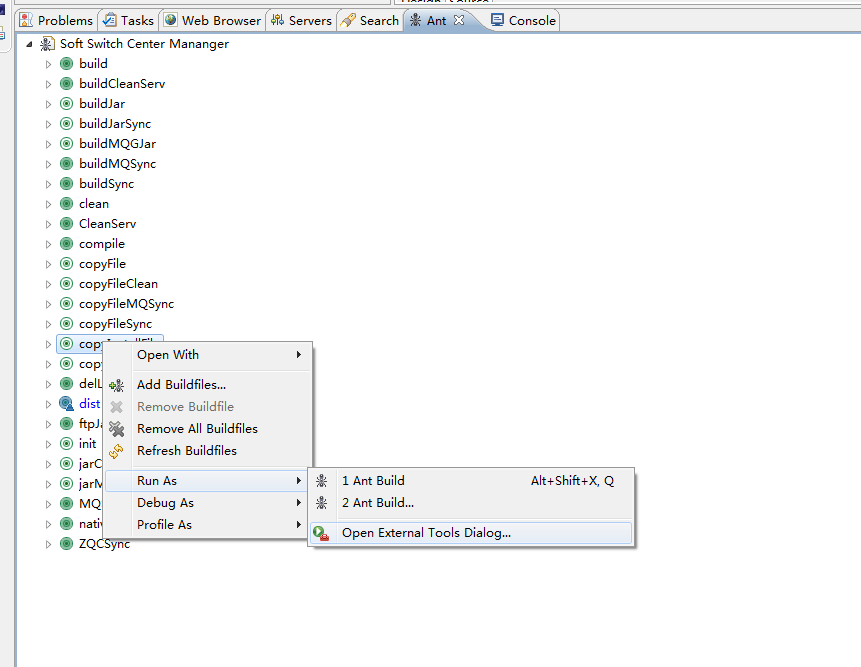 Problems Tasks Web Browser Servers Search Ant Console
Soft Switch Center Mananger
build
buildCleanServ
buildJar
buildJarSync
buildMQGJar
buildMQSync
buildSync
clean
CleanServ
compile
copyFile
copyFileClean
copyFileMQSync
copyFileSync
Open With
Add Buildfiles...
dist
Remove Buildfile
Remove All Buildfiles
init
Refresh Buildfiles
Run As
1 Ant Build Alt+Shift+X, Q
Debug As
2 Ant Build...
Profile As
Open External Tools Dialog...
ZQCSync